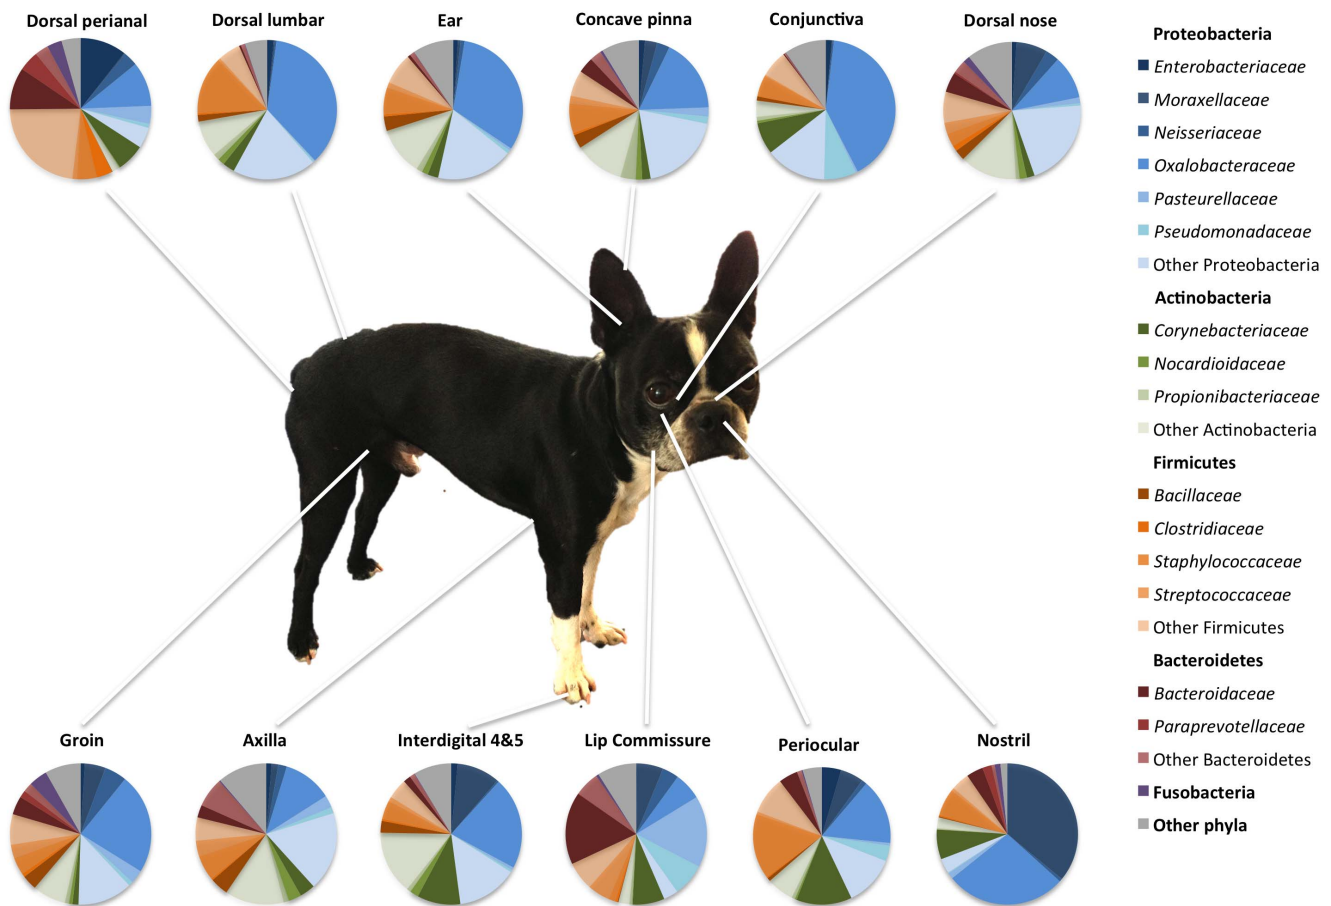 Dorsal perianal
Dorsal lumbar
Ear
Concave pinna
Conjunctiva
Dorsal nose
Proteobacteria
Enterobacteriaceae
Moraxellaceae
Neisseriaceae
Oxalobacteraceae
Pasteurellaceae
Pseudomonadaceae
Other Proteobacteria
Actinobacteria
Corynebacteriaceae
Nocardioidaceae
Propionibacteriaceae
Other Actinobacteria
Firmicutes
Bacillaceae
Clostridiaceae
Staphylococcaceae
Streptococcaceae
Other Firmicutes
Bacteroidetes
Bacteroidaceae
Paraprevotellaceae
Other Bacteroidetes
Fusobacteria
Other phyla
Groin
Axilla
Interdigital 4&5
Lip Commissure
Periocular
Nostril